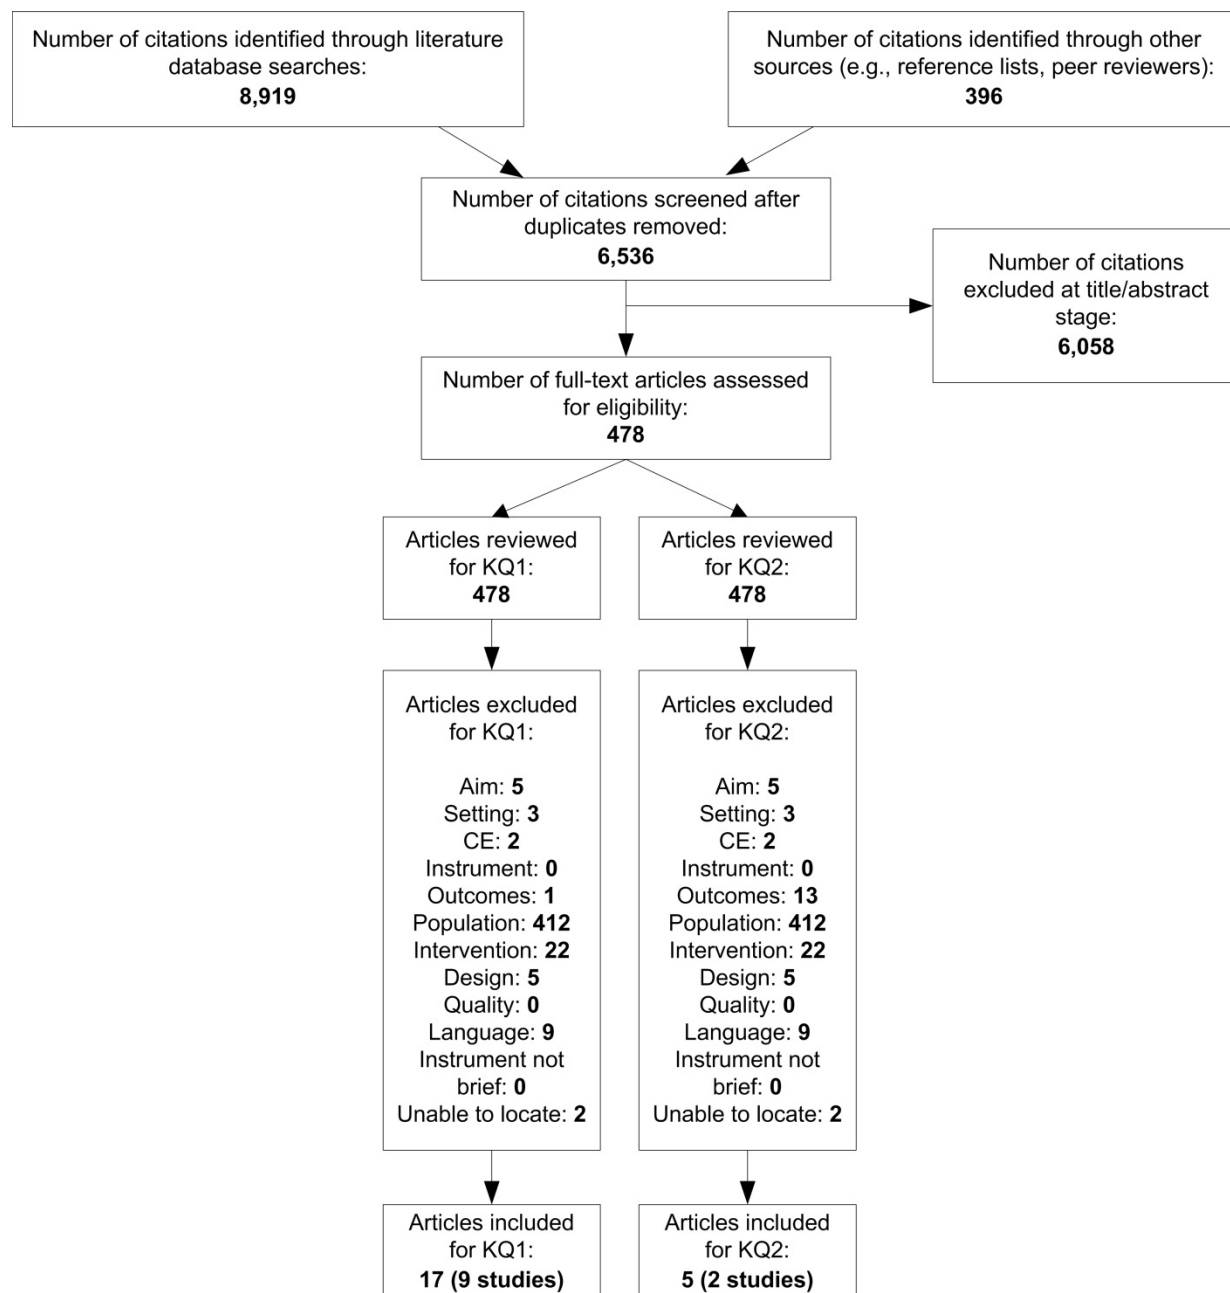 Number of citations identified through literature
database searches:
8,919
Number of citations identified through other
sources (e.g., reference lists, peer reviewers):
396
Number of citations screened after
duplicates removed:
6,536
Number of citations
excluded at title/abstract
stage:
6,058
Number of full-text articles assessed
for eligibility:
478
Articles reviewed
for KQ1:
478
Articles reviewed
for KQ2:
478
Articles excluded
for KQ1:
Aim: 5
Setting: 3
CE: 2
Instrument: 0
Outcomes: 1
Population: 412
Intervention: 22
Design: 5
Quality: 0
Language: 9
Instrument not
brief: 0
Unable to locate: 2
Articles excluded
for KQ2:
Aim: 5
Setting: 3
CE: 2
Instrument: 0
Outcomes: 13
Population: 412
Intervention: 22
Design: 5
Quality: 0
Language: 9
Instrument not
brief: 0
Unable to locate: 2
Articles included
for KQ1:
17 (9 studies)
Articles included
for KQ2:
5 (2 studies)